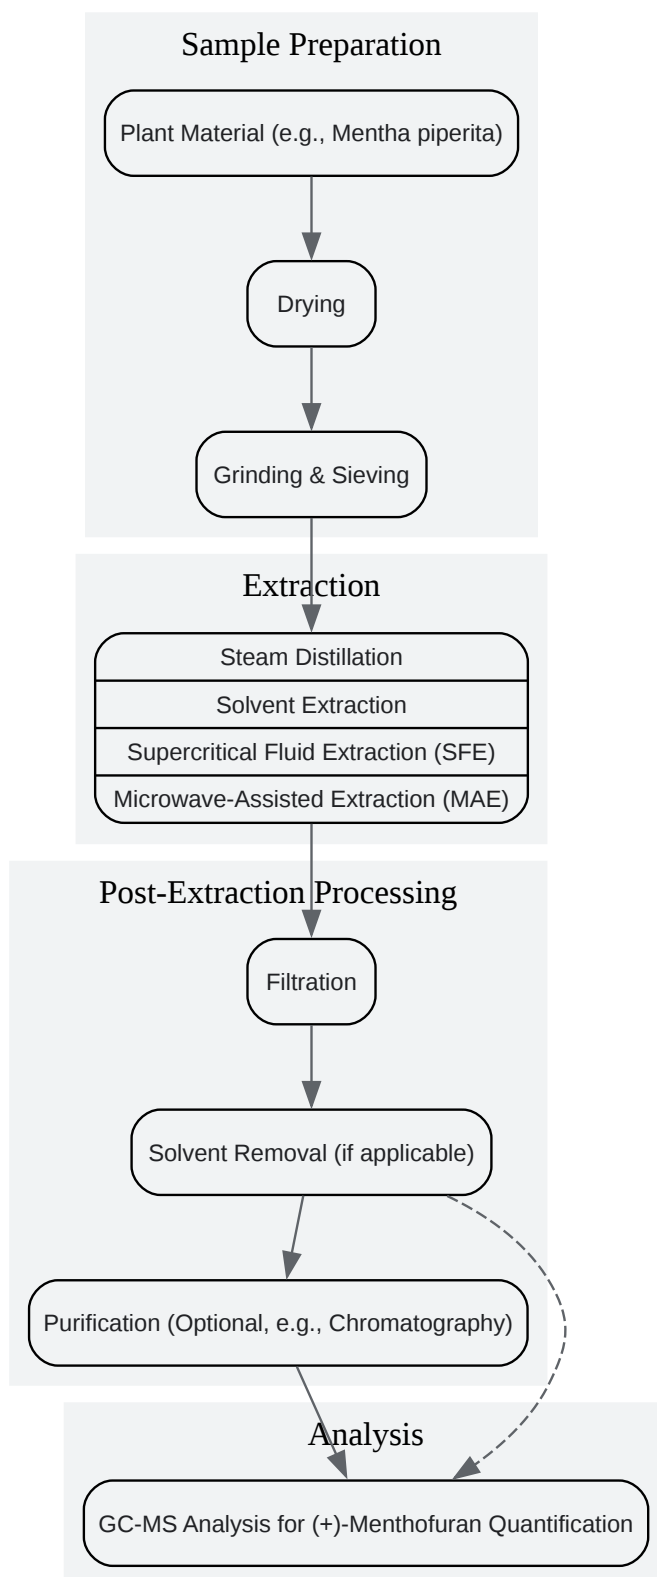 Sample Preparation
Plant Material (e.g., Mentha piperita)
Drying
Grinding & Sieving
Extraction
Steam Distillation
Solvent Extraction
Supercritical Fluid Extraction (SFE)
Microwave-Assisted Extraction (MAE)
Post-Extraction Processing
Filtration
Solvent Removal (if applicable)
Purification (Optional, e.g., Chromatography)
Analysis
GC-MS Analysis for (+)-Menthofuran Quantification